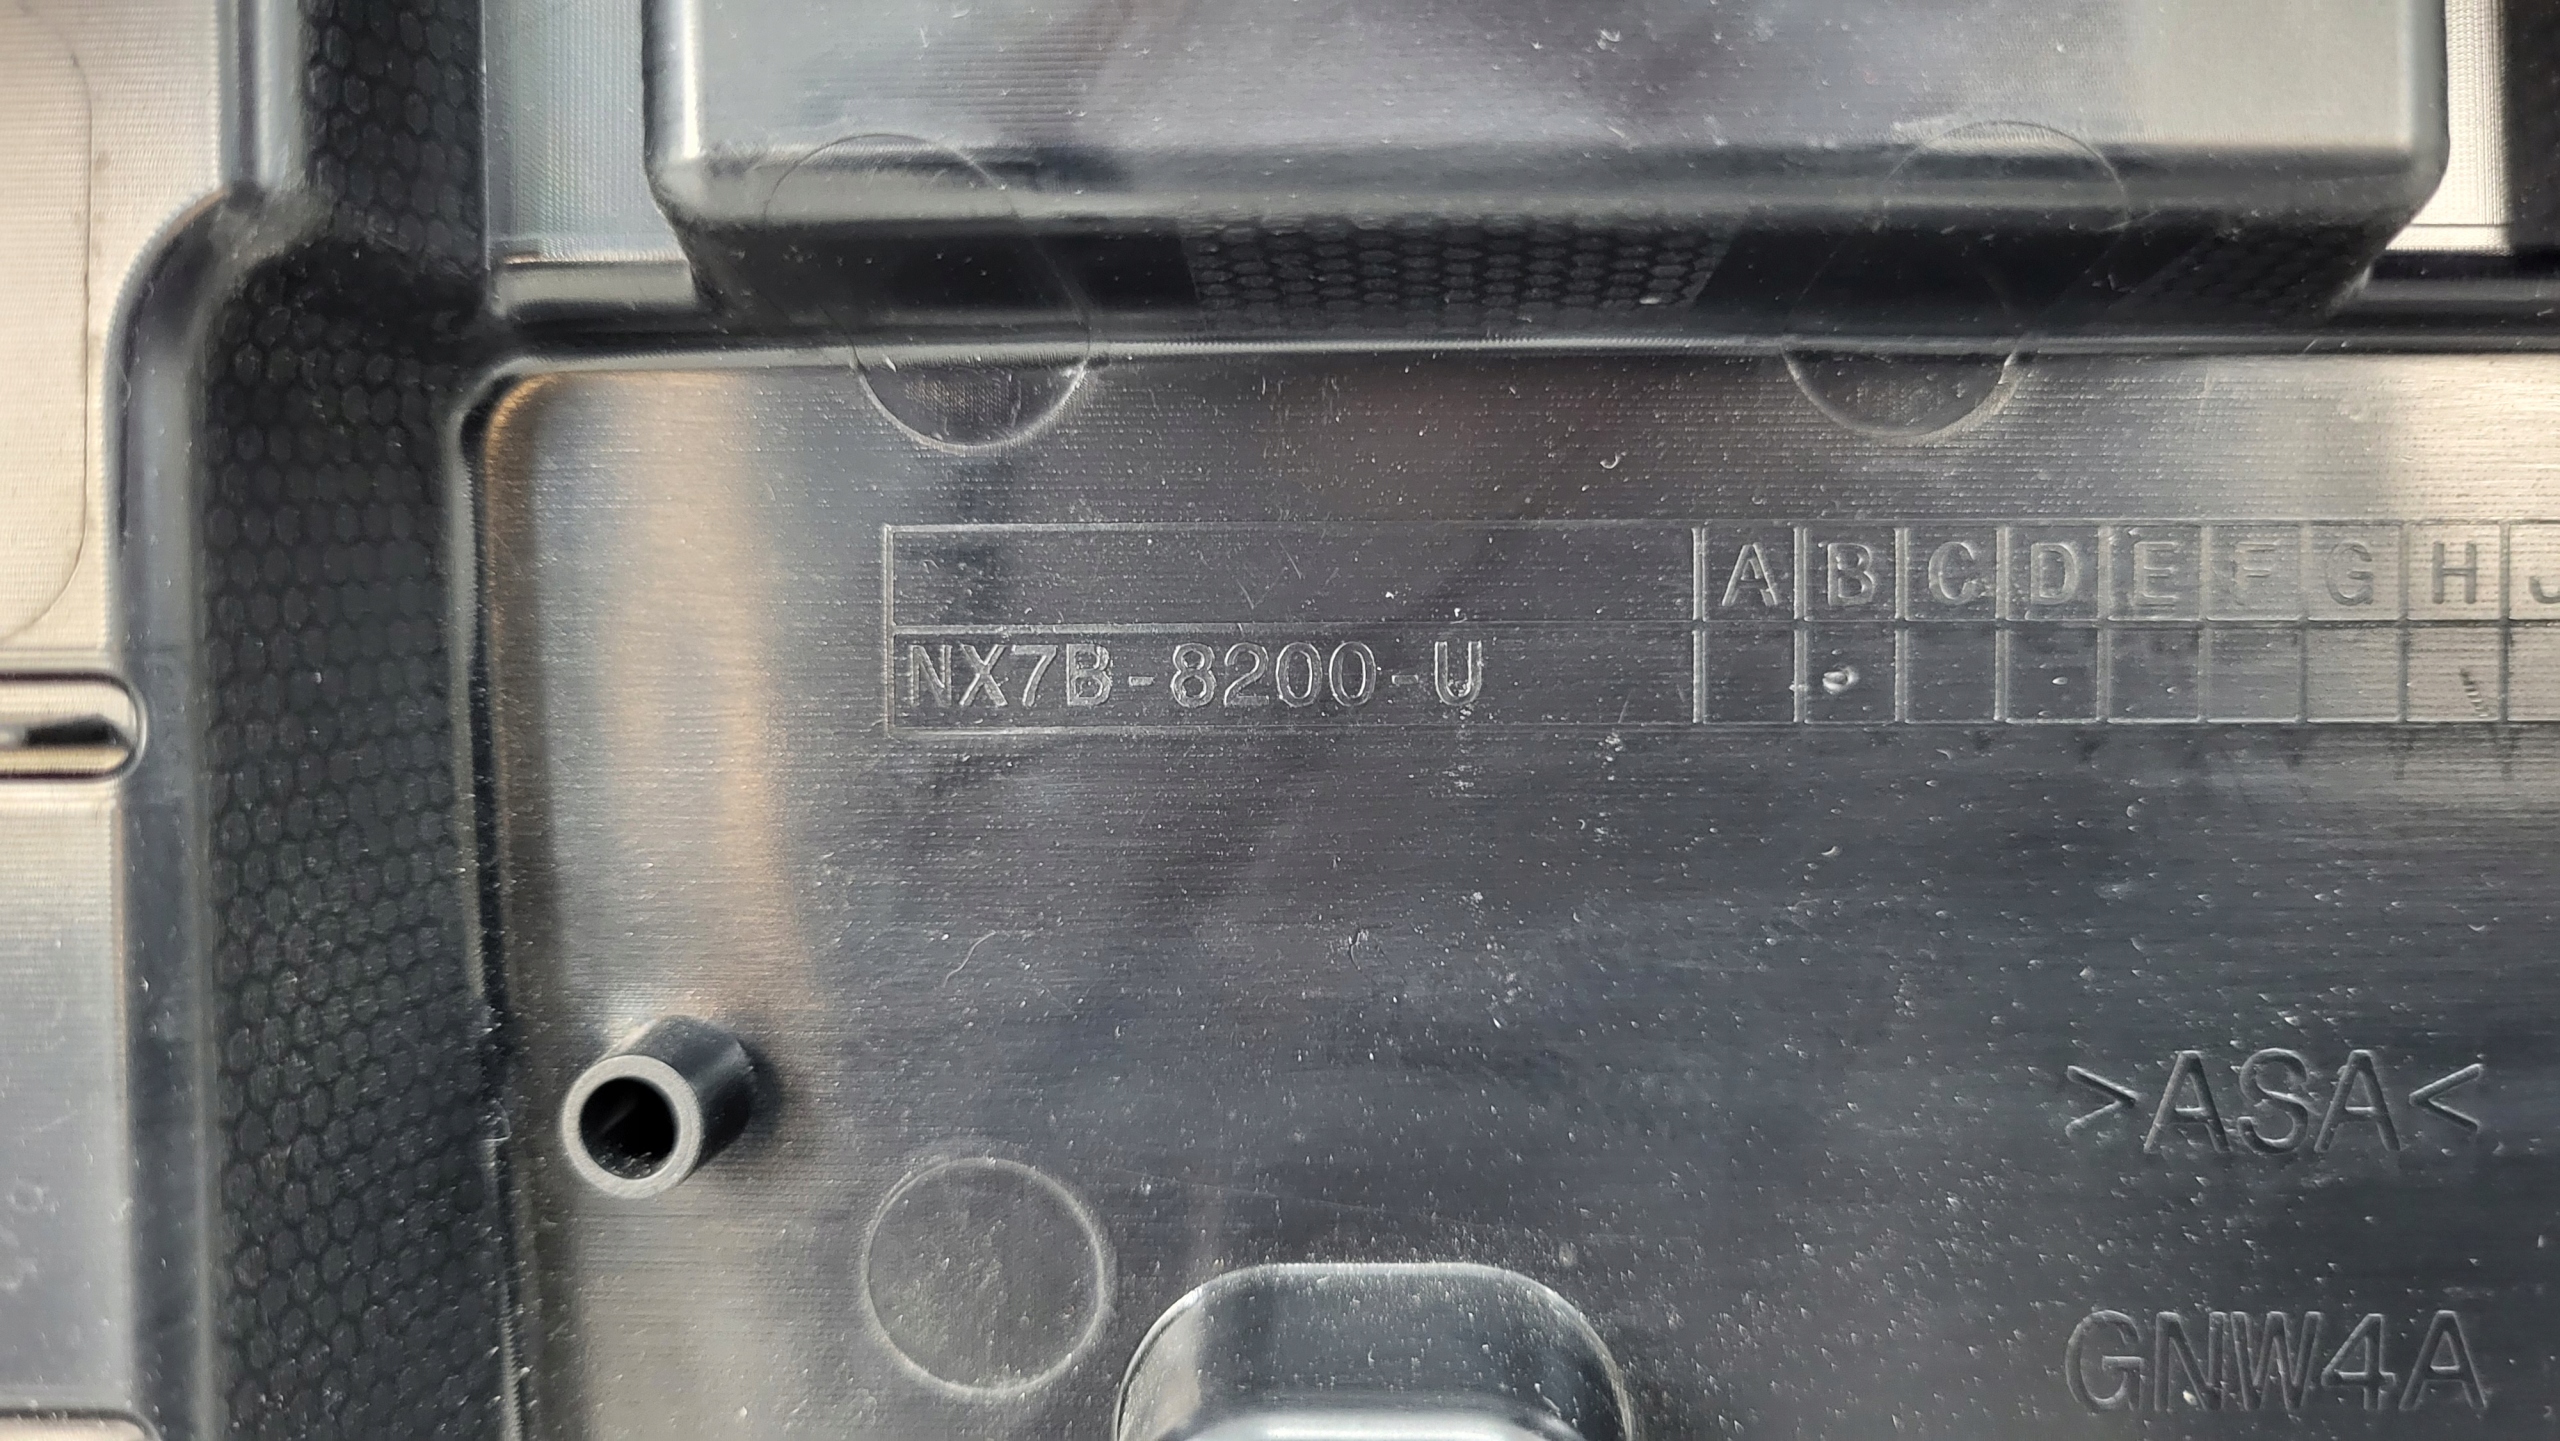 A B C D E F G H J
NX7B-8200-U
>ASA<
GNW4A